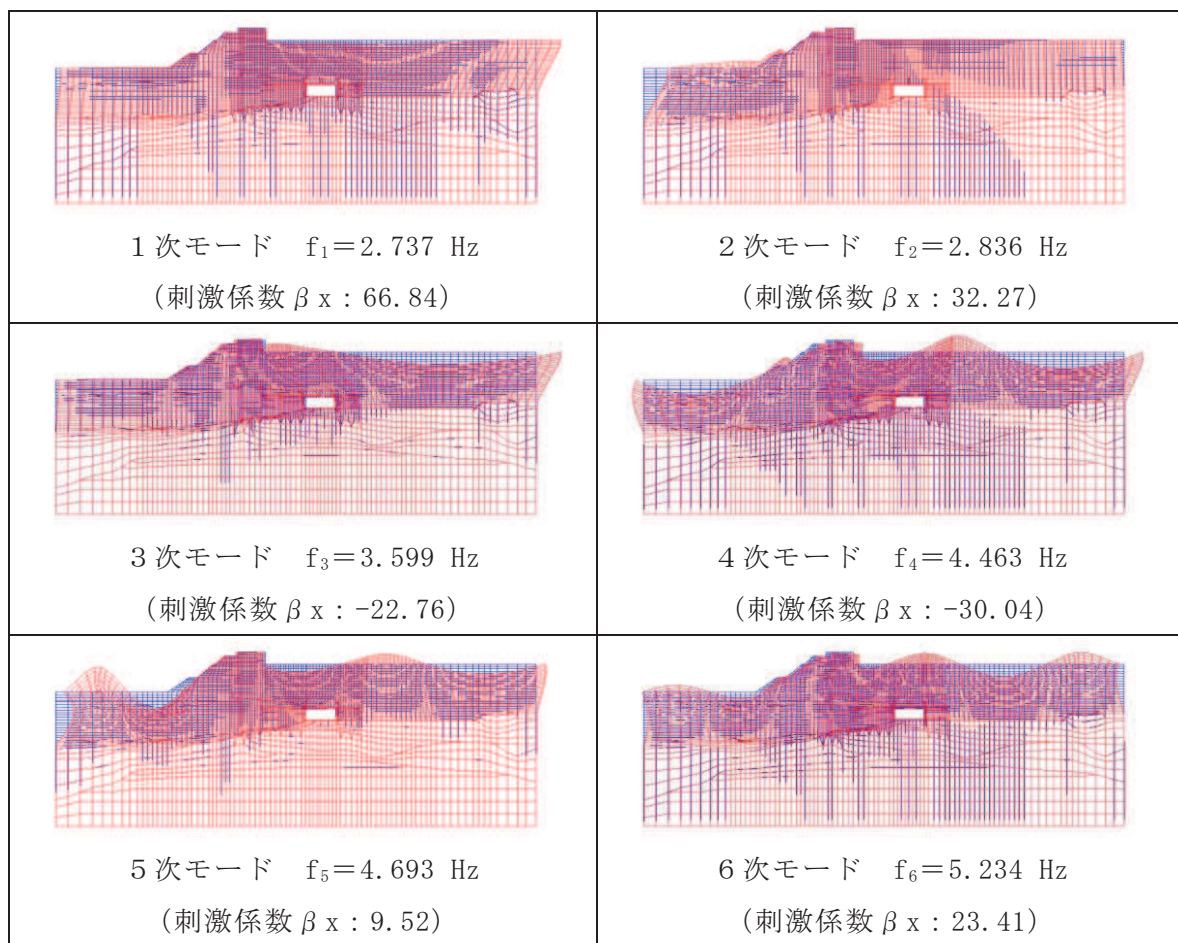 1次モード f₁=2.737 Hz
(刺激係数βx:66.84)
2次モード f₂=2.836 Hz
(刺激係数βx:32.27)
3次モード f₃=3.599 Hz
(刺激係数βx:-22.76)
4次モード f₄=4.463 Hz
(刺激係数βx:-30.04)
5次モード f₅=4.693 Hz
(刺激係数βx:9.52)
6次モード f₆=5.234 Hz
(刺激係数βx:23.41)